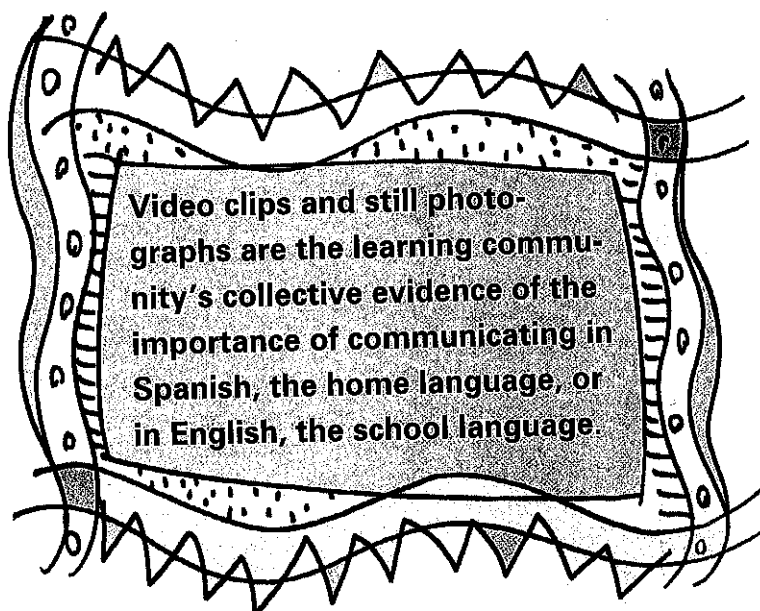 Video clips and still photo-
graphs are the learning commu-
nity's collective evidence of the
importance of communicating in
Spanish, the home language, or
in English, the school language.